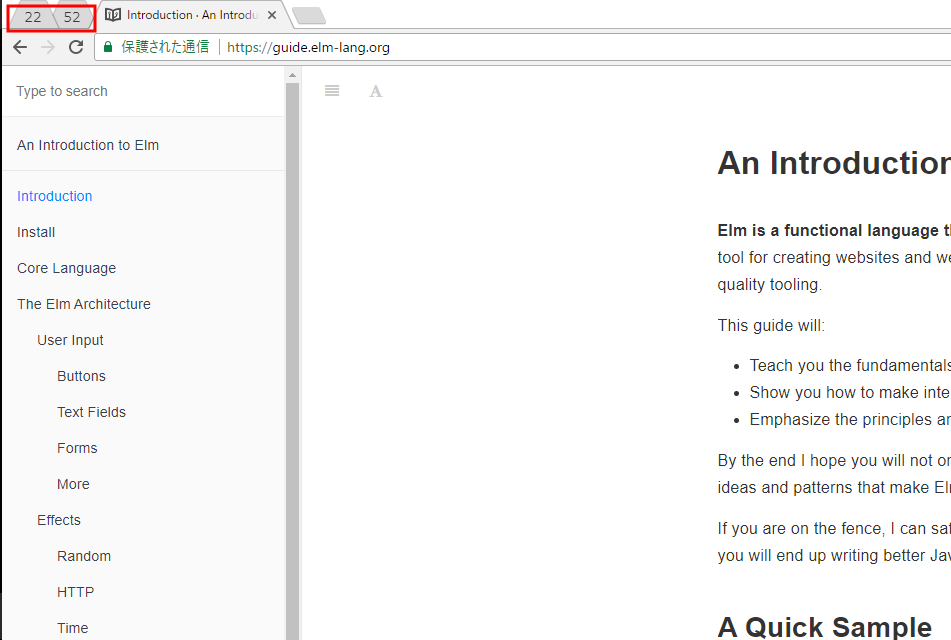 22 52 Introduction · An Introdu
保護された通信 https://guide.elm-lang.org
Type to search
A
An Introduction to Elm
Introduction
Install
Core Language
The Elm Architecture
User Input
Buttons
Text Fields
Forms
More
Effects
Random
HTTP
Time
An Introduction
Elm is a functional language t
tool for creating websites and we
quality tooling.
This guide will:
• Teach you the fundamentals
• Show you how to make inte
• Emphasize the principles an
By the end I hope you will not on
ideas and patterns that make El
If you are on the fence, I can saf
you will end up writing better Jav
A Quick Sample